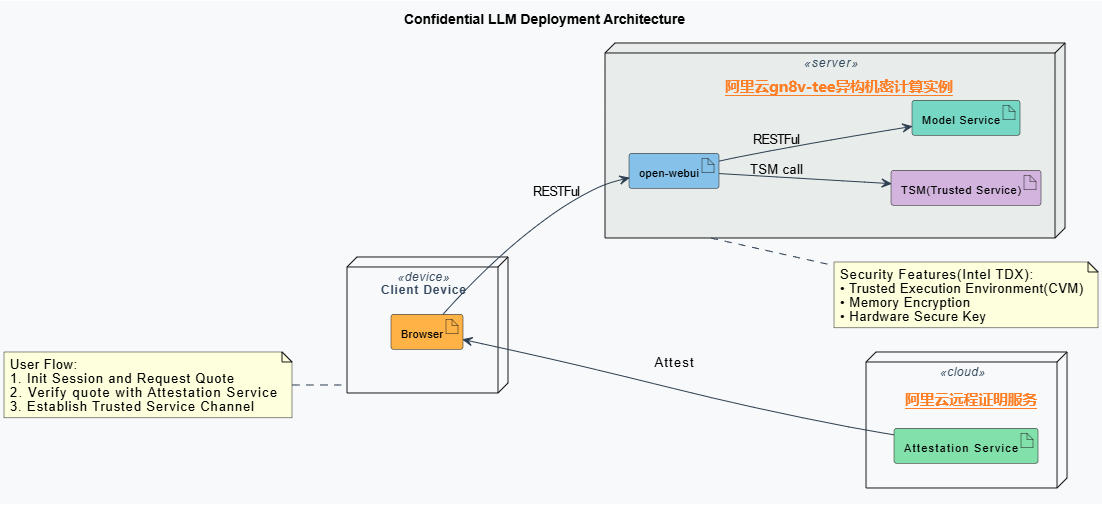 Confidential LLM Deployment Architecture
«server»
阿里云gn8v-tee异构机密计算实例
Model Service
RESTFul
open-webui
TSM call
TSM(Trusted Service)
RESTFul
«device»
Client Device
Browser
Security Features(Intel TDX):
• Trusted Execution Environment(CVM)
• Memory Encryption
• Hardware Secure Key
User Flow:
1. Init Session and Request Quote
2. Verify quote with Attestation Service
3. Establish Trusted Service Channel
Attest
«cloud»
阿里云远程证明服务
Attestation Service